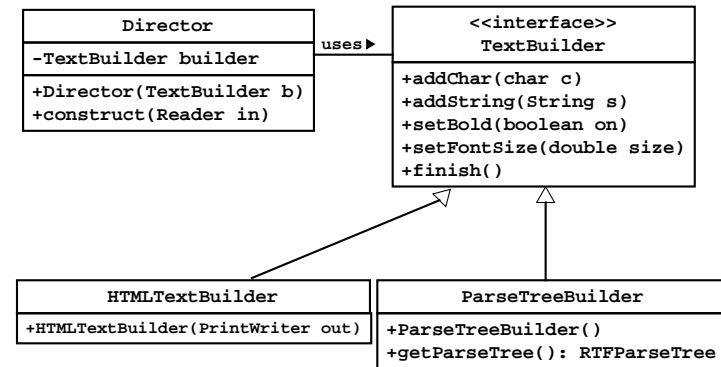 Director
-TextBuilder builder
+Director(TextBuilder b)
+construct(Reader in)
uses▶
<<interface>>
TextBuilder
+addChar(char c)
+addString(String s)
+setBold(boolean on)
+setFontSize(double size)
+finish()
HTMLTextBuilder
+HTMLTextBuilder(PrintWriter out)
ParseTreeBuilder
+ParseTreeBuilder()
+getParseTree(): RTFParseTree